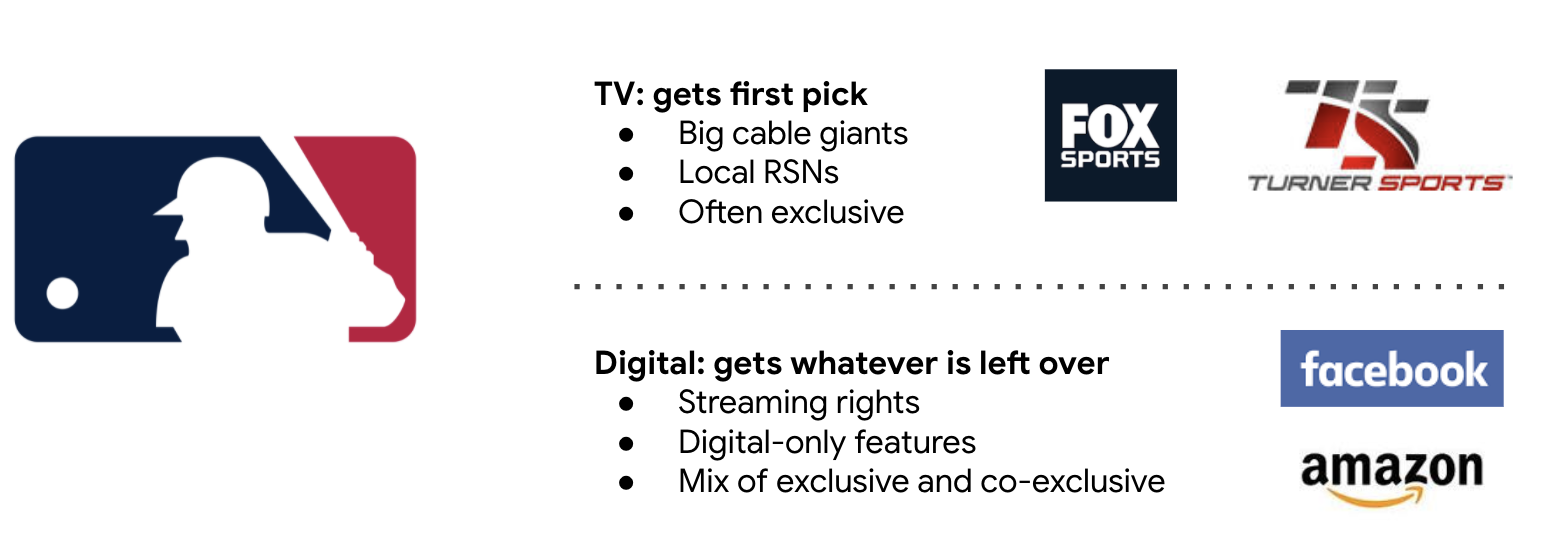 TV: gets first pick
● Big cable giants
● Local RSNs
● Often exclusive
FOX
SPORTS
TURNER SPORTS
Digital: gets whatever is left over
● Streaming rights
● Digital-only features
● Mix of exclusive and co-exclusive
facebook
amazon